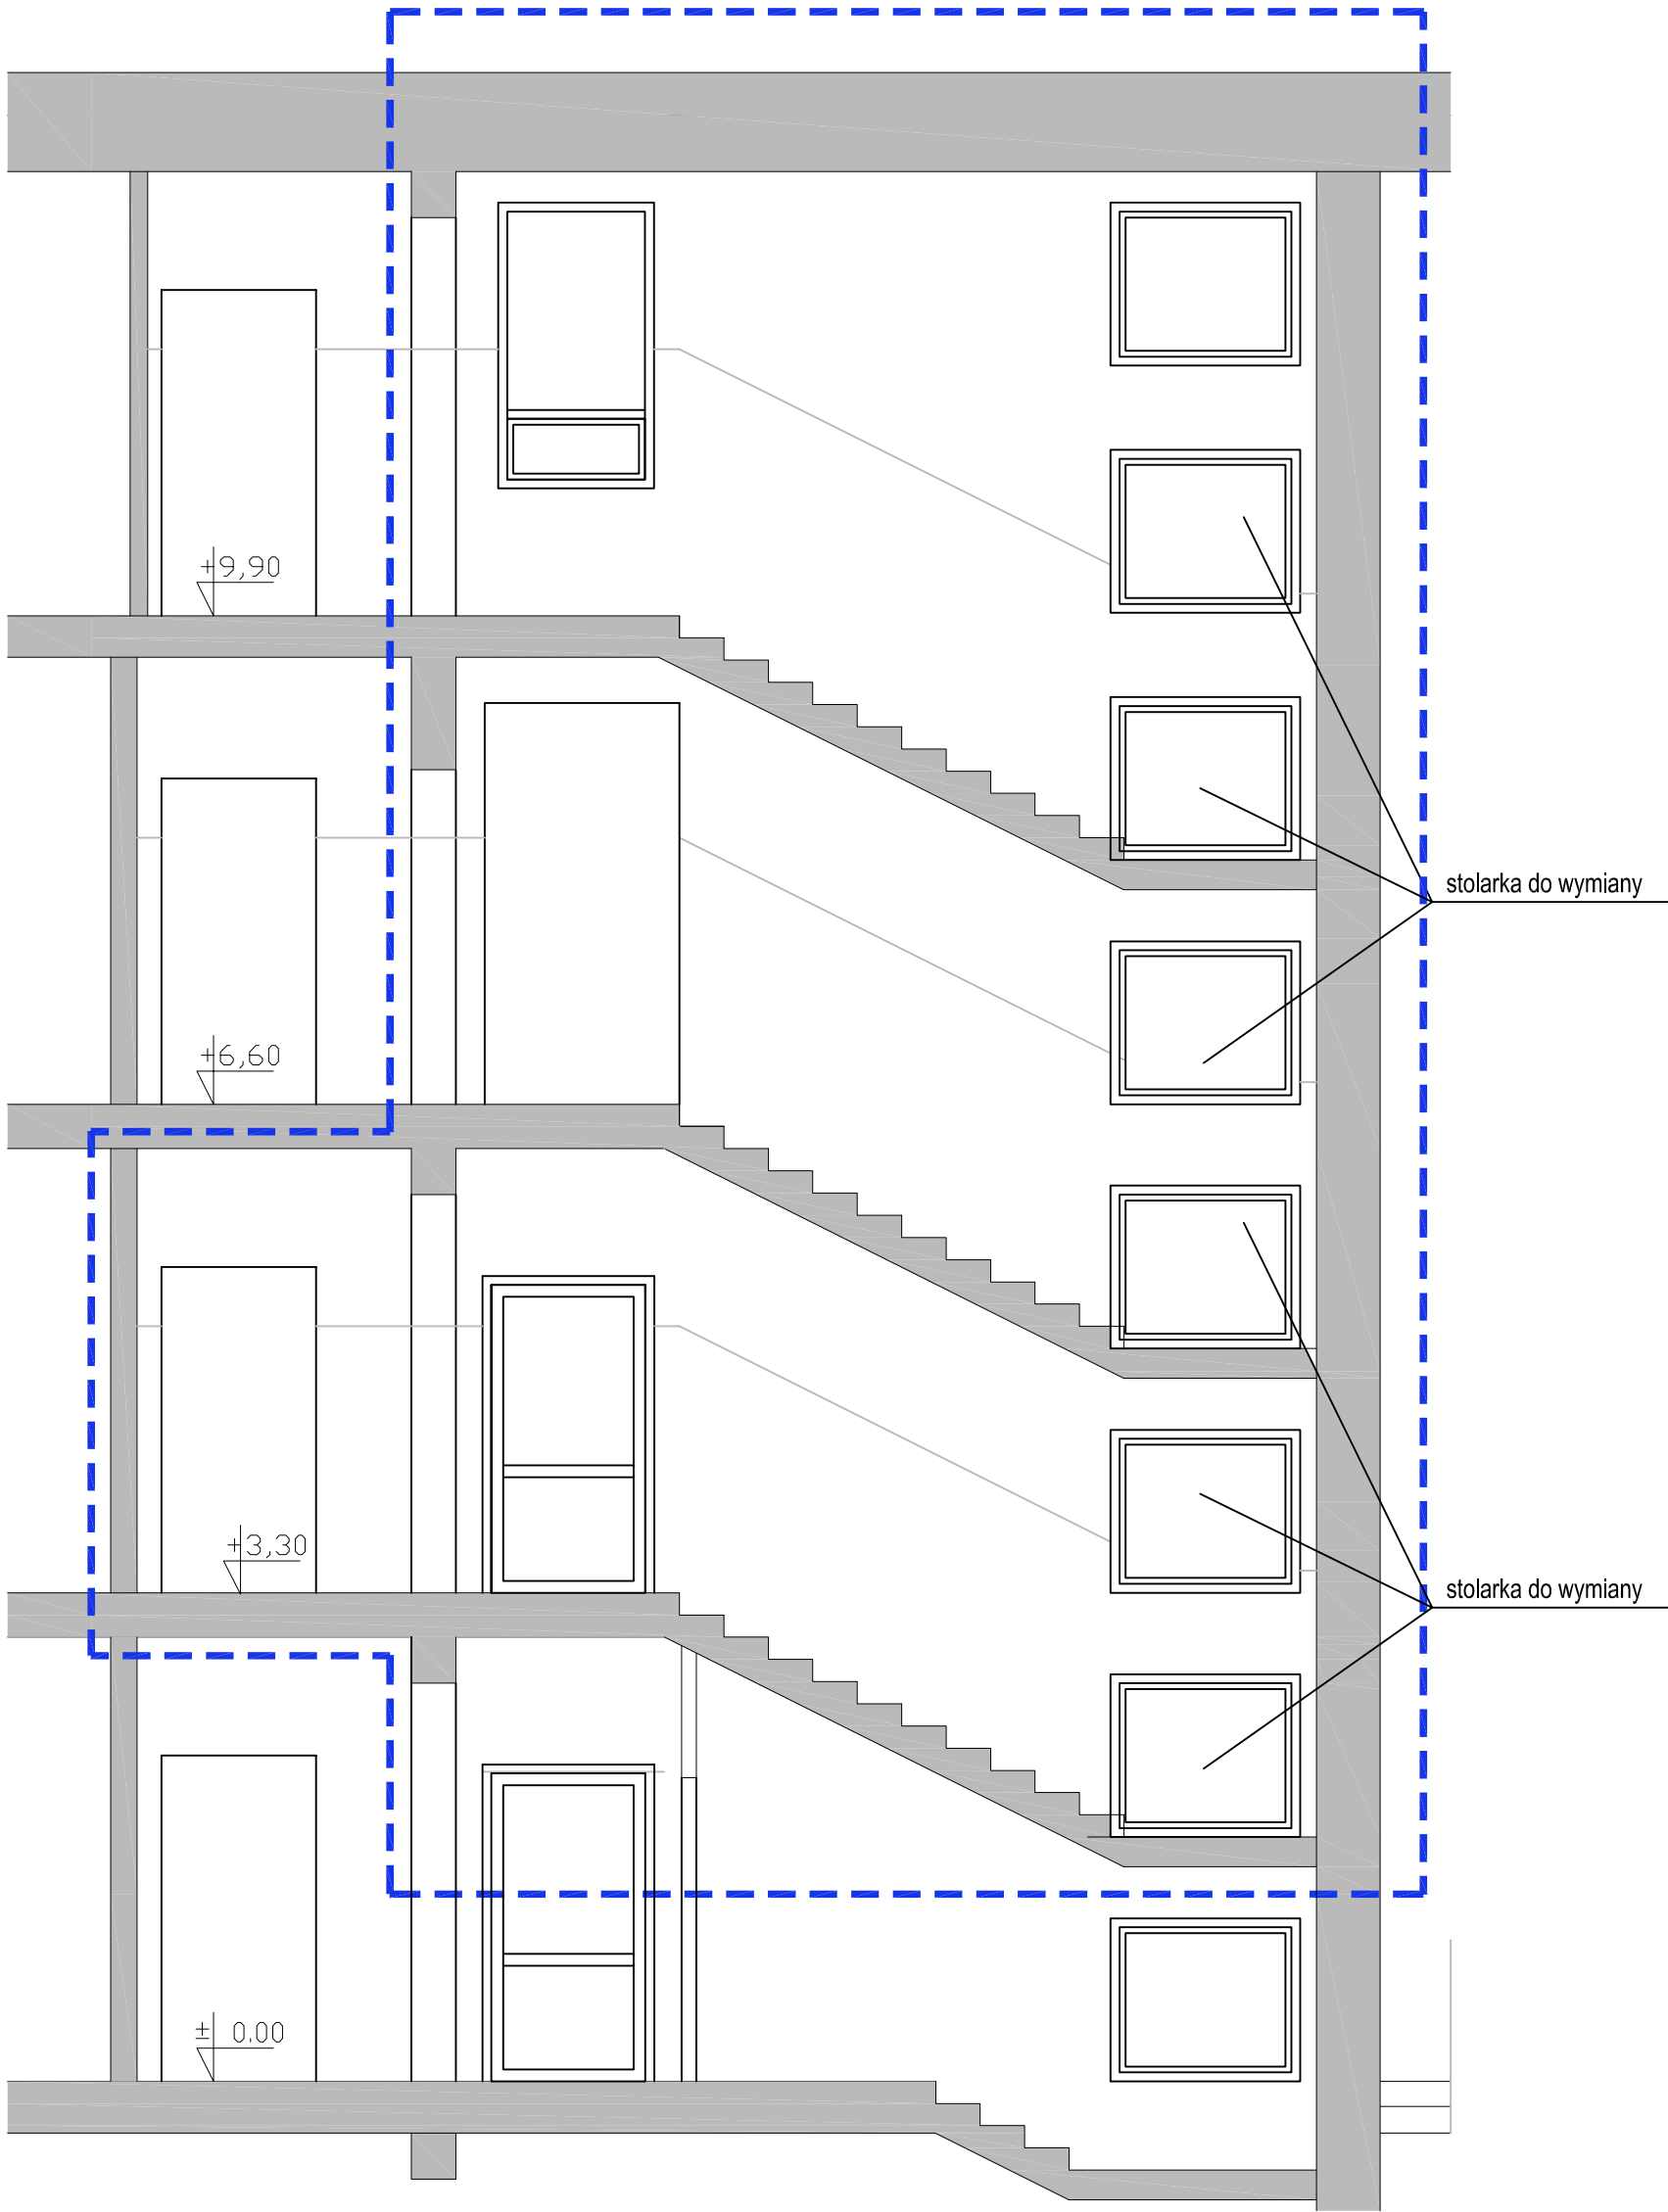 +9,90
stolarka do wymiany
+6,60
+3,30
stolarka do wymiany
± 0.00